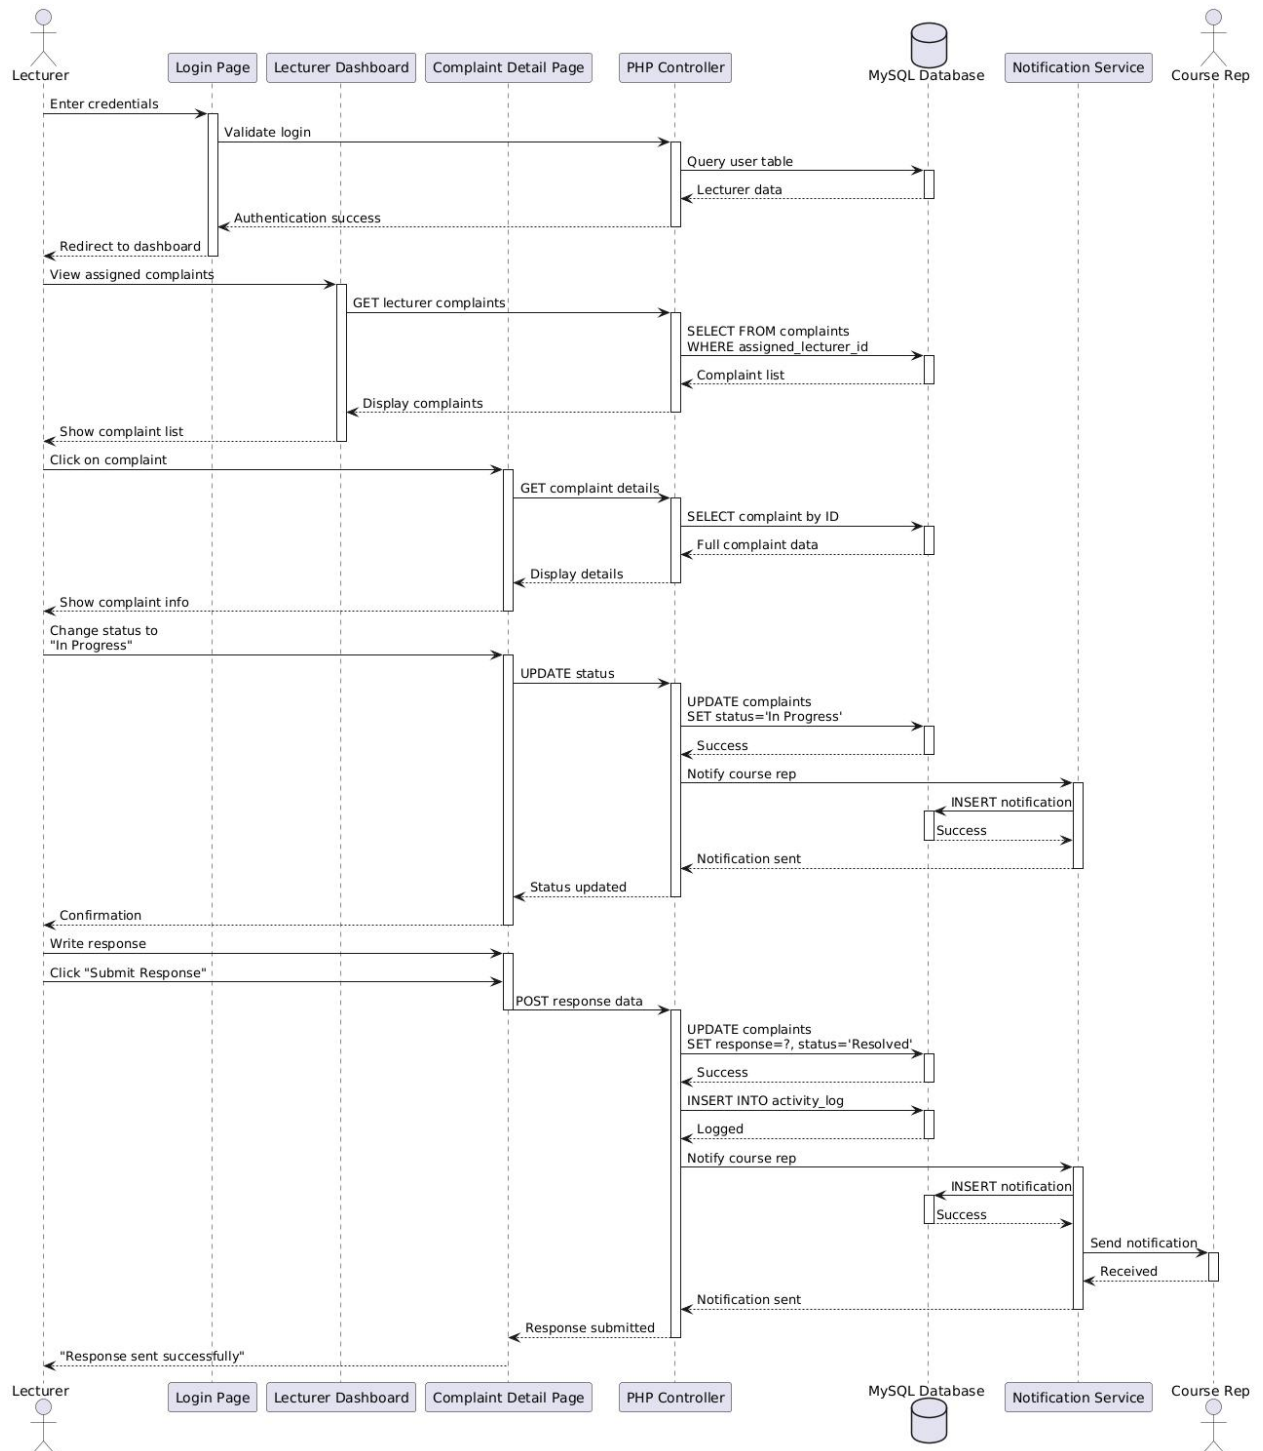 Lecturer
Login Page
Lecturer Dashboard
Complaint Detail Page
PHP Controller
MySQL Database
Notification Service
Course Rep
Enter credentials
Validate login
Query user table
Lecturer data
Authentication success
Redirect to dashboard
View assigned complaints
GET lecturer complaints
SELECT FROM complaints
WHERE assigned_lecturer_id
Complaint list
Display complaints
Show complaint list
Click on complaint
GET complaint details
SELECT complaint by ID
Full complaint data
Display details
Show complaint info
Change status to
"In Progress"
UPDATE status
UPDATE complaints
SET status='In Progress'
Success
Notify course rep
INSERT notification
Success
Notification sent
Status updated
Confirmation
Write response
Click "Submit Response"
POST response data
UPDATE complaints
SET response=?, status='Resolved'
Success
INSERT INTO activity_log
Logged
Notify course rep
INSERT notification
Success
Send notification
Received
Notification sent
Response submitted
"Response sent successfully"
Lecturer
Login Page
Lecturer Dashboard
Complaint Detail Page
PHP Controller
MySQL Database
Notification Service
Course Rep